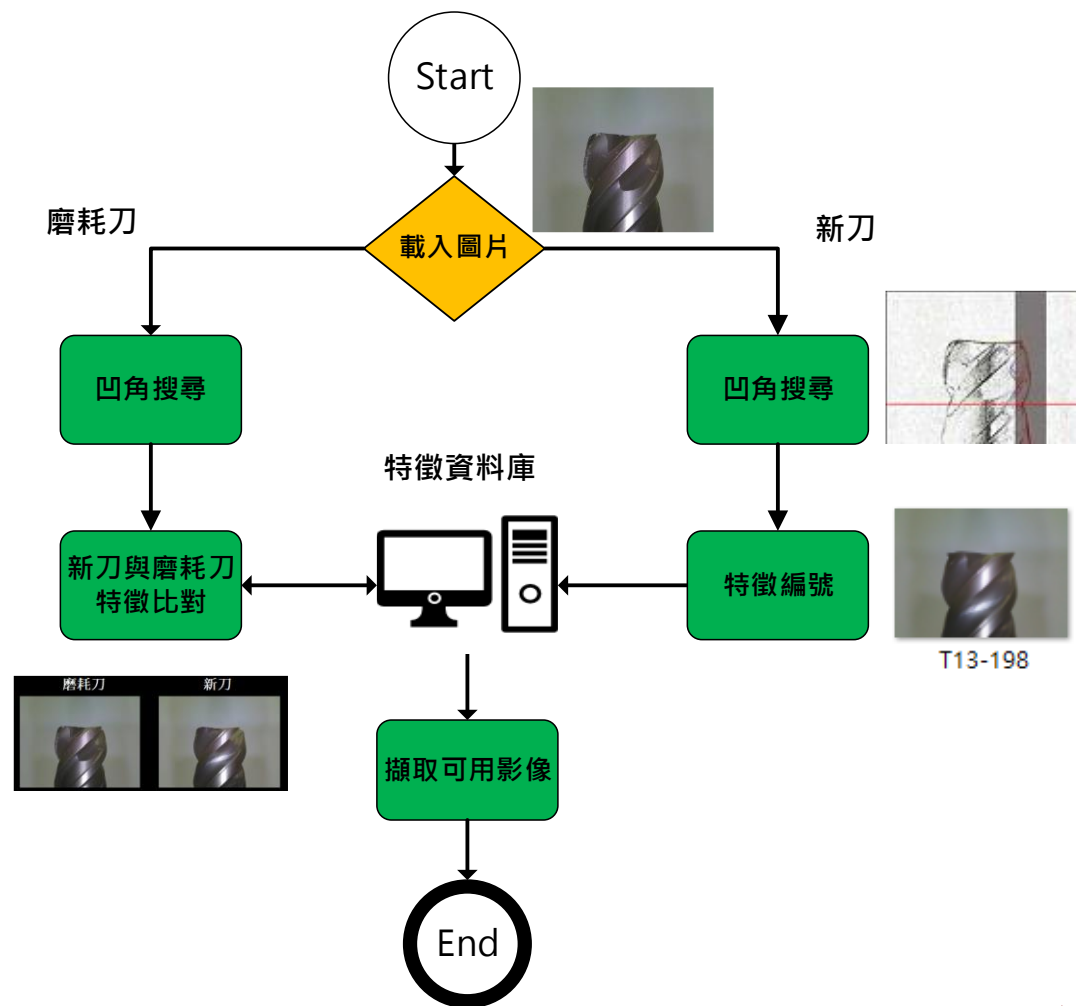 Start
載入圖片
磨耗刀
新刀
凹角搜尋
凹角搜尋
特徵資料庫
新刀與磨耗刀
特徵比對
特徵編號
T13-198
磨耗刀
新刀
擷取可用影像
End